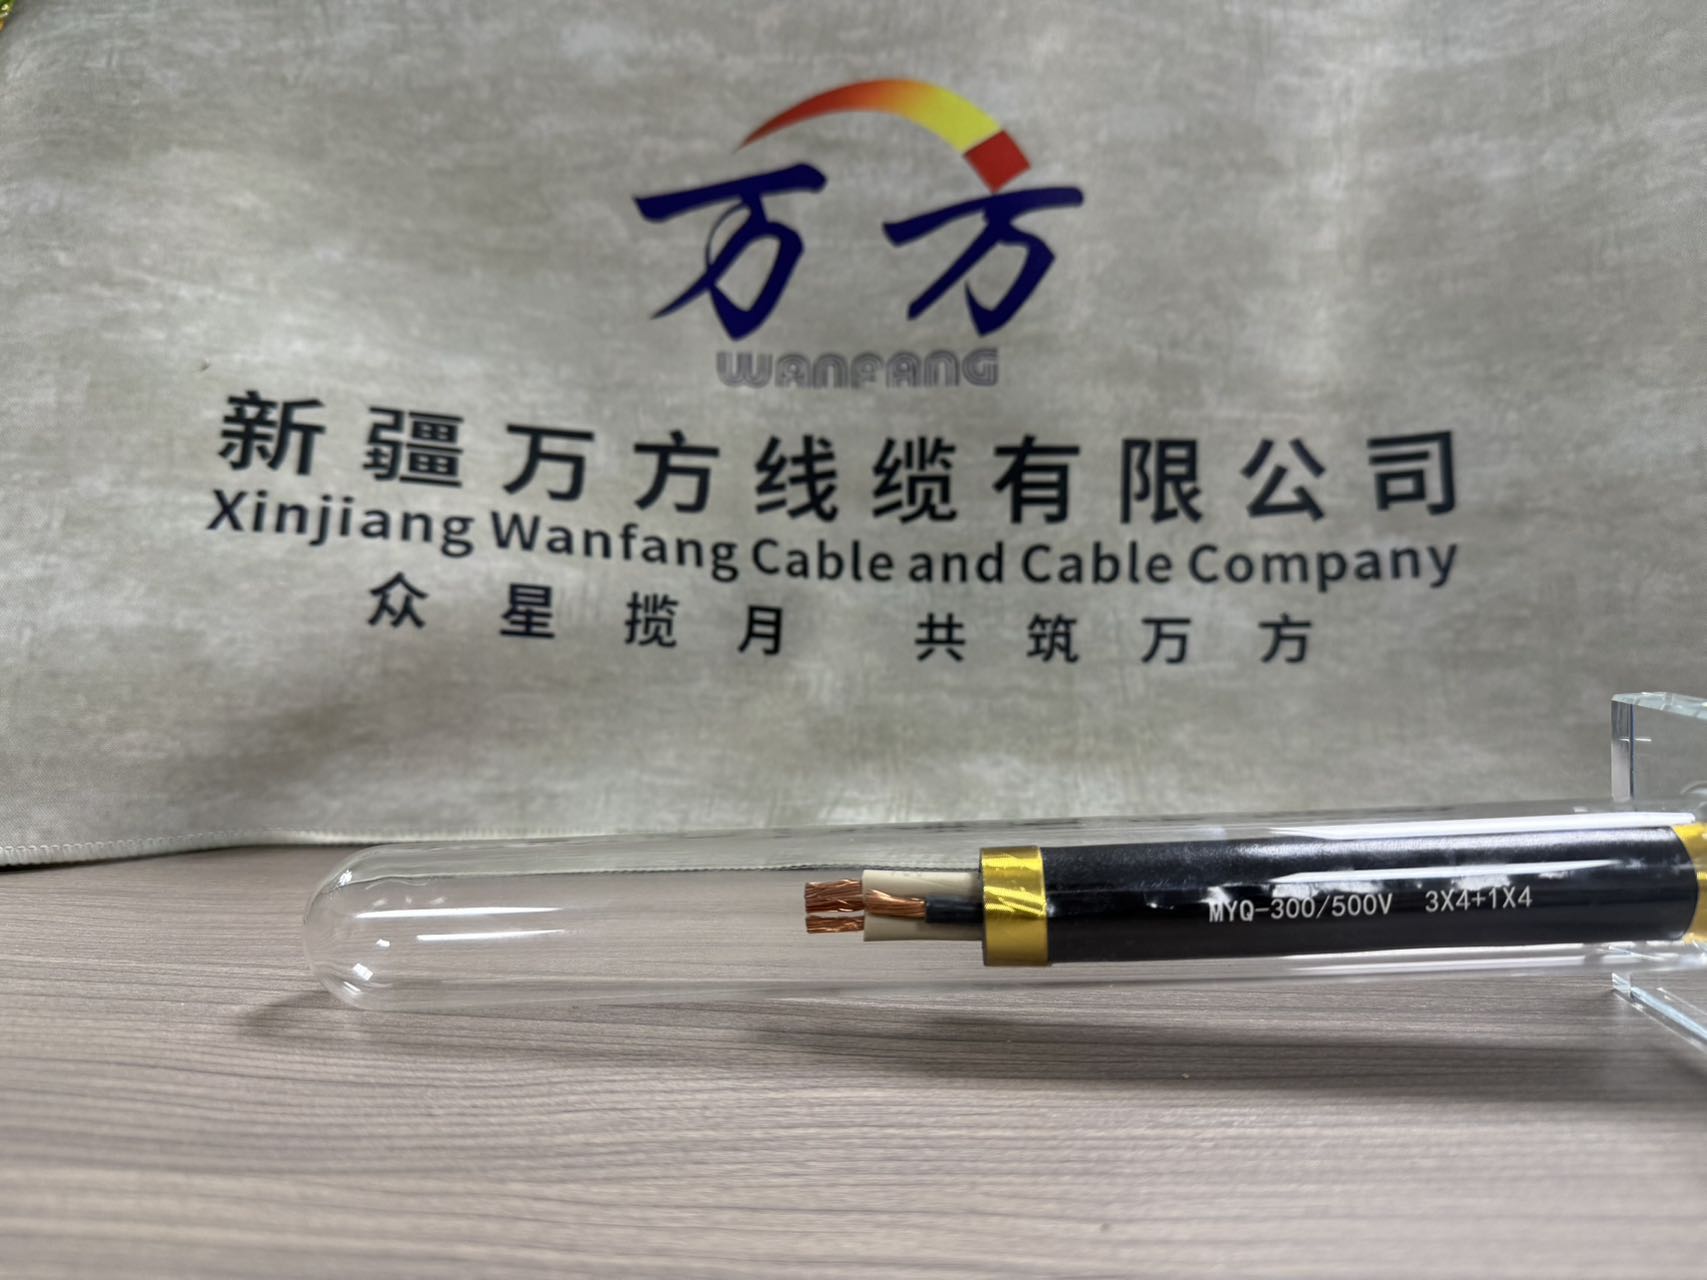 万方
WANFANG
新疆万方线缆有限公司
Xinjiang Wanfang Cable and Cable Company
众星揽月 共筑万方
MYQ-300/500V 3X4+1X4